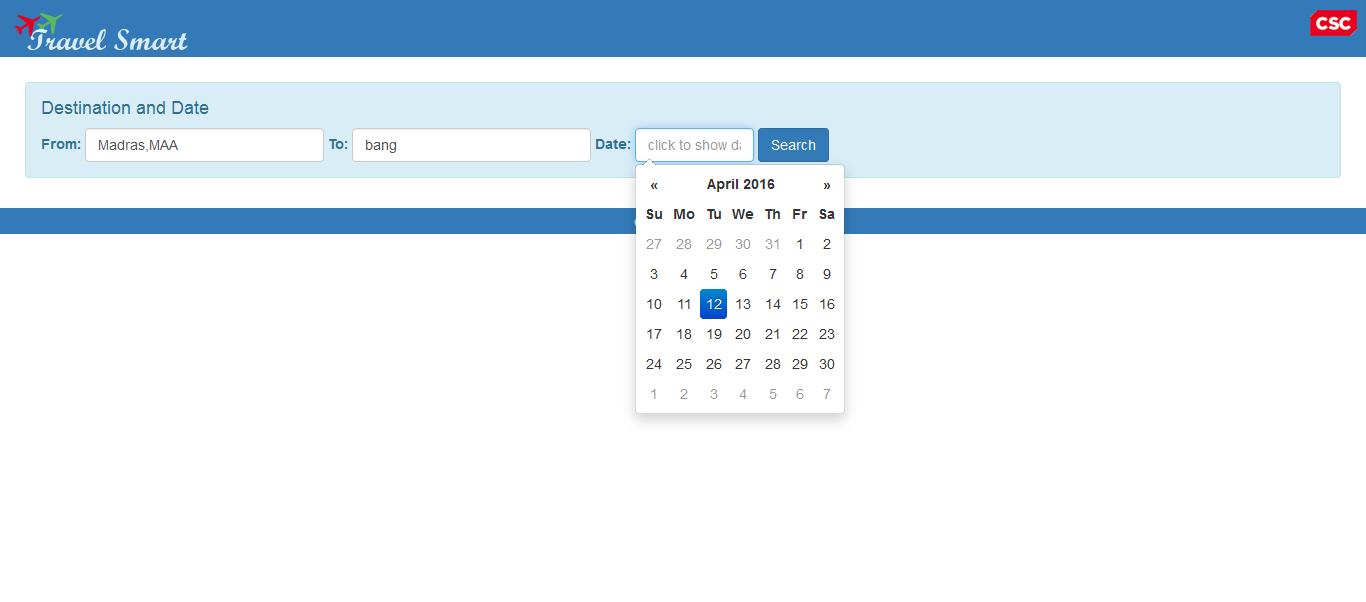 Travel Smart
CSC
Destination and Date
From: Madras,MAA To: bang Date: click to show da Search
« April 2016 »
Su Mo Tu We Th Fr Sa
27 28 29 30 31 1 2
3 4 5 6 7 8 9
10 11 12 13 14 15 16
17 18 19 20 21 22 23
24 25 26 27 28 29 30
1 2 3 4 5 6 7